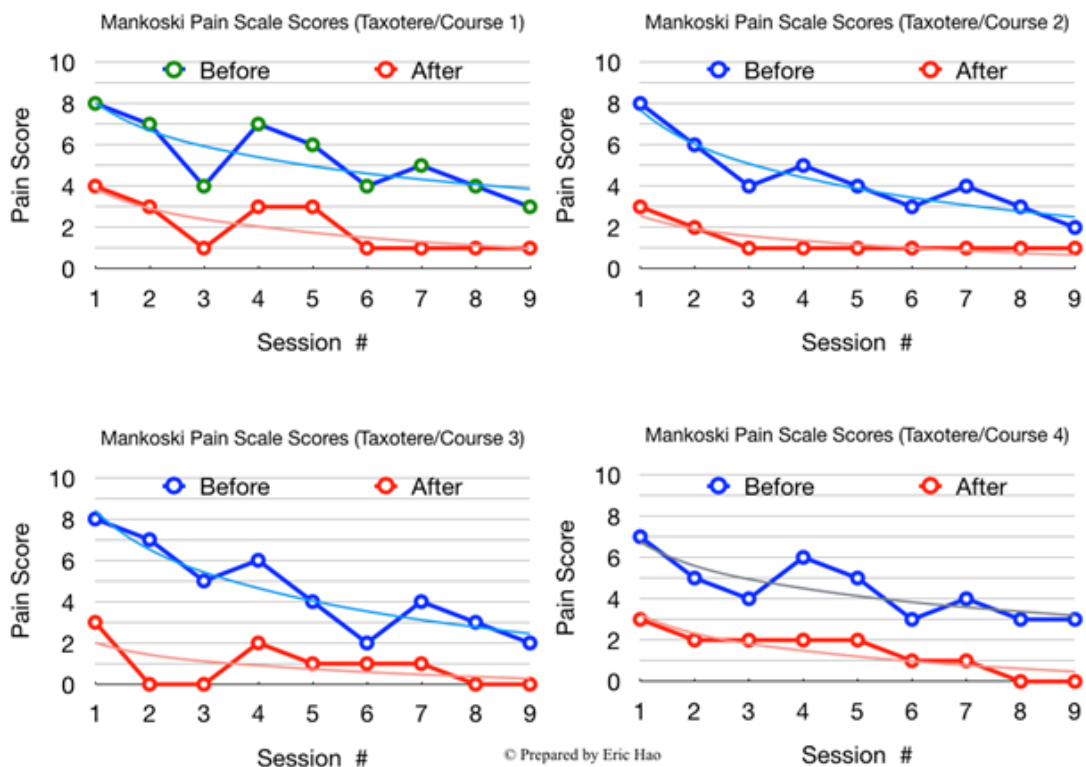 Mankoski Pain Scale Scores (Taxotere/Course 1)
10
Before
After
8
6
4
2
0
Pain Score
1 2 3 4 5 6 7 8 9
Session #
Mankoski Pain Scale Scores (Taxotere/Course 2)
10
Before
After
8
6
4
2
0
Pain Score
1 2 3 4 5 6 7 8 9
Session #
Mankoski Pain Scale Scores (Taxotere/Course 3)
10
Before
After
8
6
4
2
0
Pain Score
1 2 3 4 5 6 7 8 9
Session #
Mankoski Pain Scale Scores (Taxotere/Course 4)
10
Before
After
8
6
4
2
0
Pain Score
1 2 3 4 5 6 7 8 9
Session #
© Prepared by Eric Hao